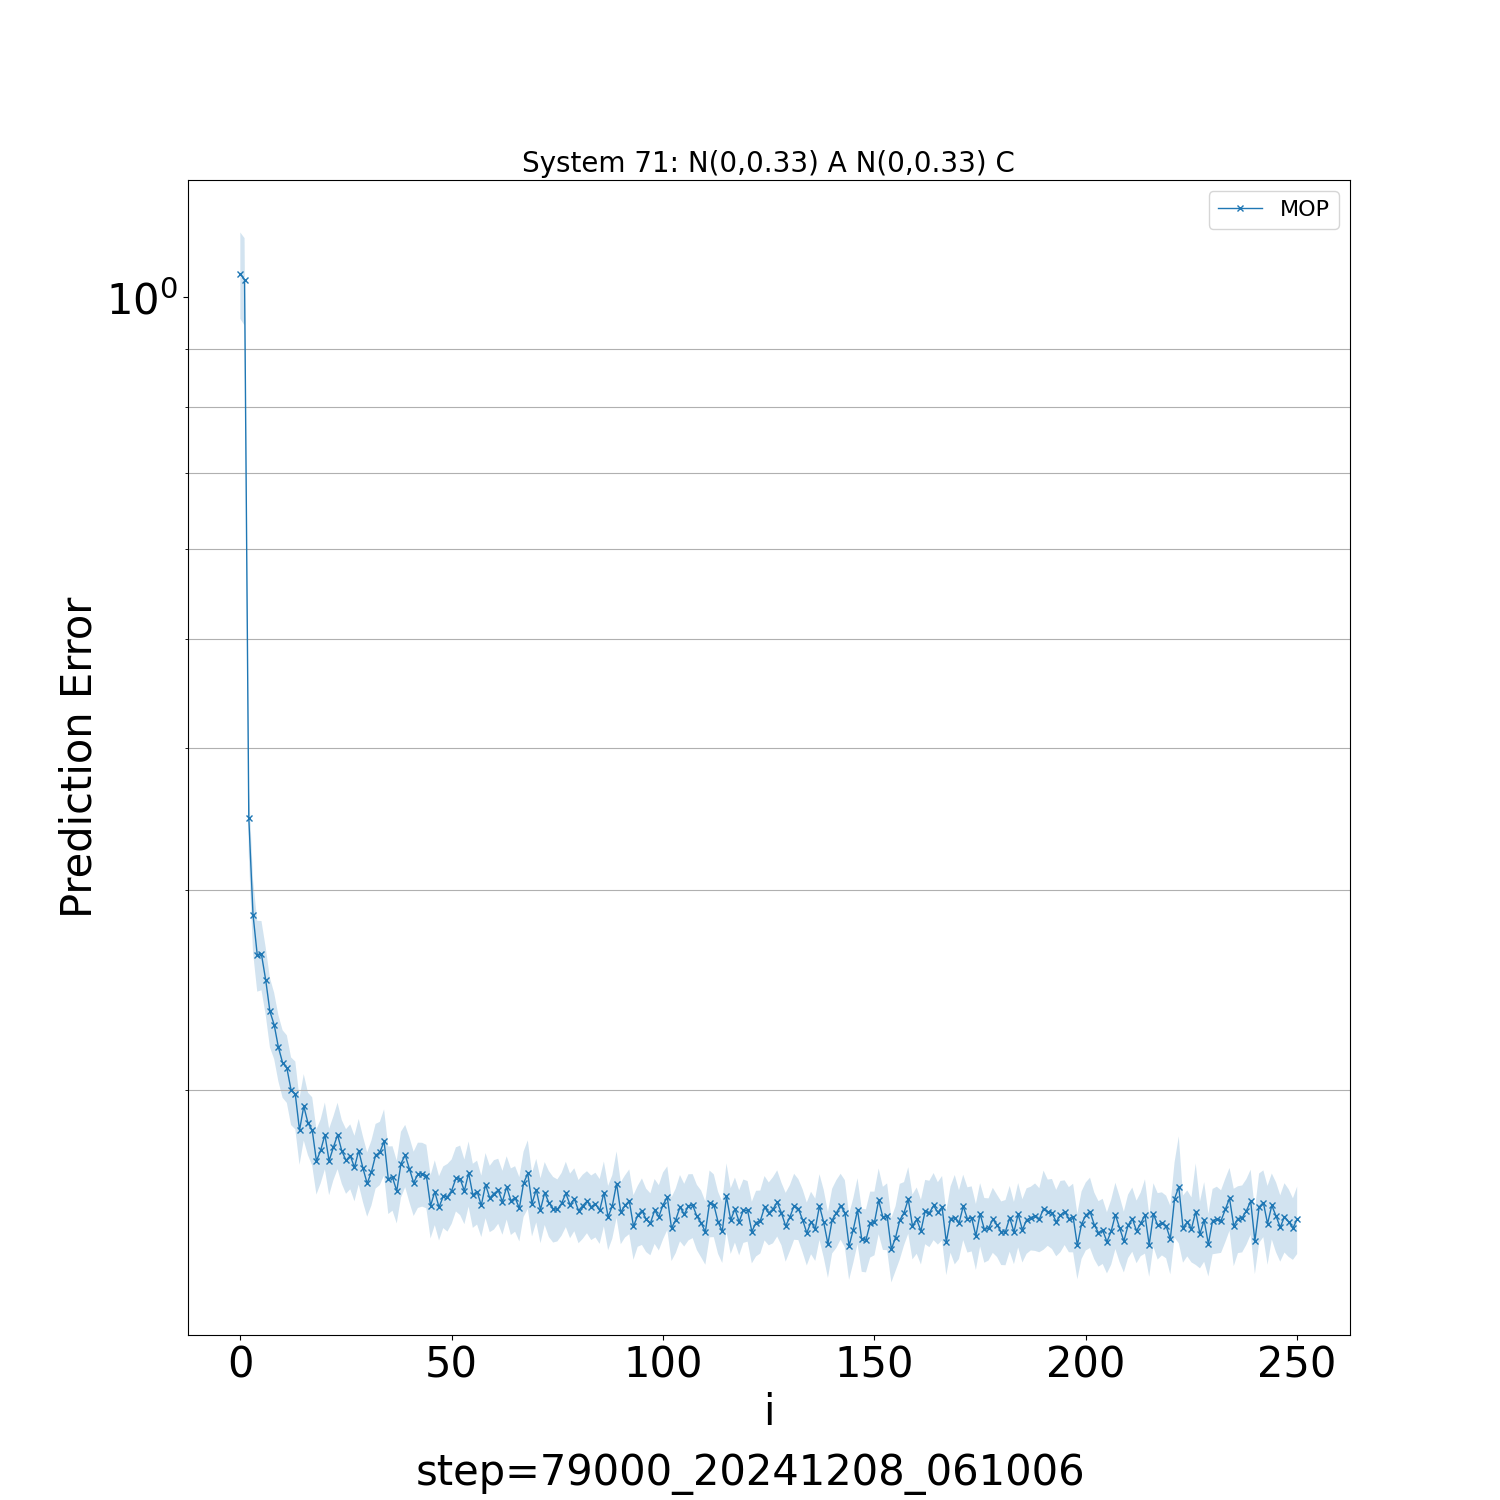 System 71: N(0,0.33) A N(0,0.33) C
MOP
10⁰
Prediction Error
0 50 100 150 200 250
i
step=79000_20241208_061006